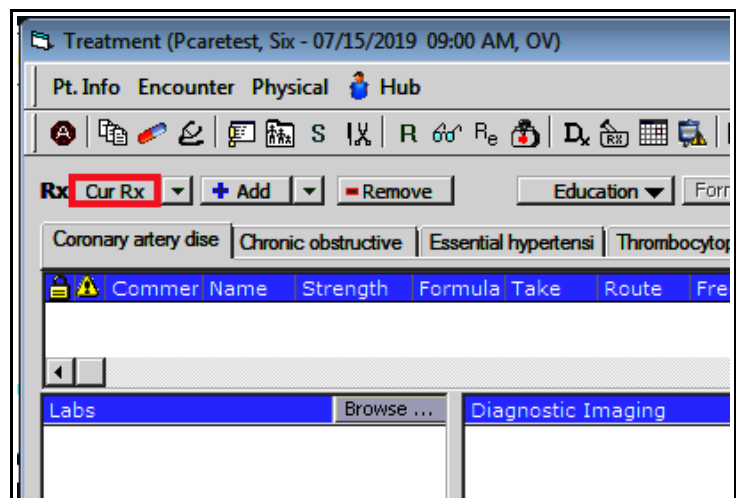 Treatment (Pcaretest, Six - 07/15/2019 09:00 AM, OV)
Pt. Info Encounter Physical Hub
A S R Re Dx RX
Rx Cur Rx Add Remove Education Forr
Coronary artery dise Chronic obstructive Essential hypertensi Thrombocytop
Commer Name Strength Formula Take Route Fre
Labs Browse ... Diagnostic Imaging